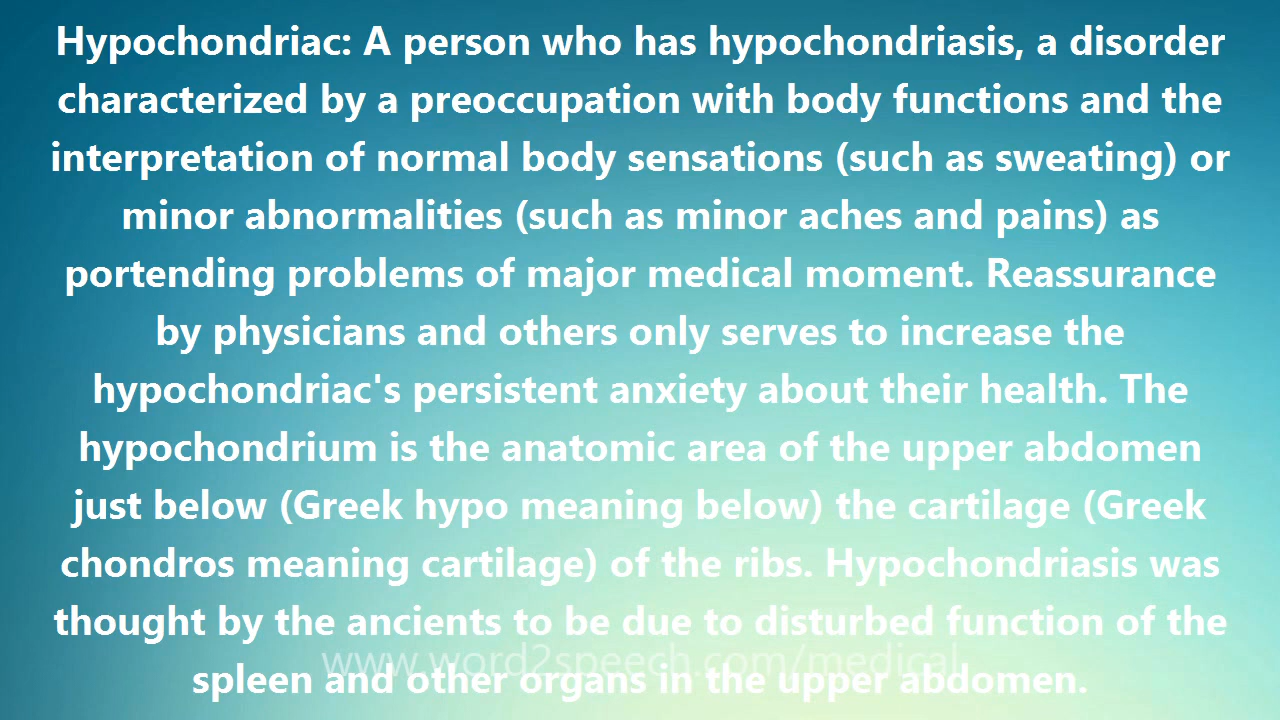 Hypochondriac: A person who has hypochondriasis, a disorder
characterized by a preoccupation with body functions and the
interpretation of normal body sensations (such as sweating) or
minor abnormalities (such as minor aches and pains) as
portending problems of major medical moment. Reassurance
by physicians and others only serves to increase the
hypochondriac's persistent anxiety about their health. The
hypochondrium is the anatomic area of the upper abdomen
just below (Greek hypo meaning below) the cartilage (Greek
chondros meaning cartilage) of the ribs. Hypochondriasis was
thought by the ancients to be due to disturbed function of the
www.word2speech.com/medical
spleen and other organs in the upper abdomen.